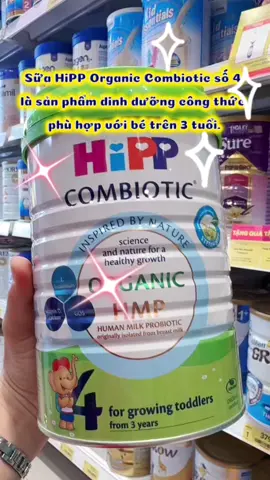 Sữa HiPP Organic Combiotic số 4
là sản phẩm dinh dưỡng công thức
phù hợp với bé trên 3 tuổi.
HiPP
COMBIOTIC
INSPIRED BY NATURE
science
and nature for a
healthy growth
ORGANIC
HMP
HUMAN MILK PROBIOTIC
originally isolated from breast milk
4 for growing toddlers
from 3 years